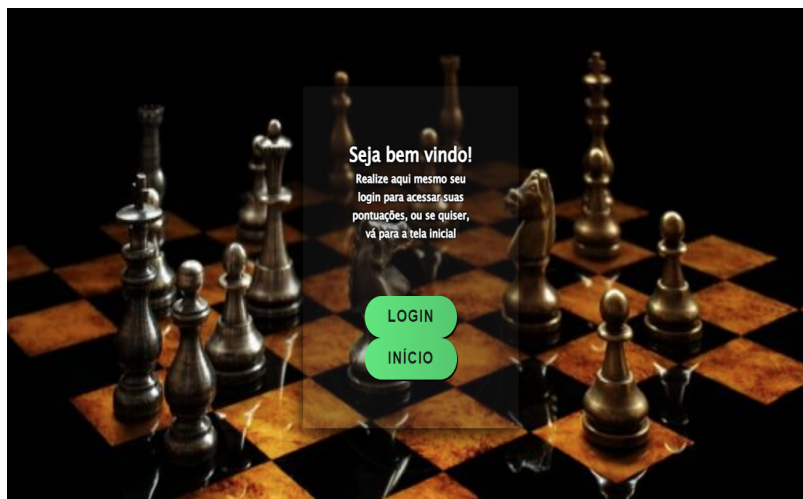 Seja bem vindo!
Realize aqui mesmo seu
login para acessar suas
pontuações, ou se quiser,
vá para a tela inicial
LOGIN
INÍCIO